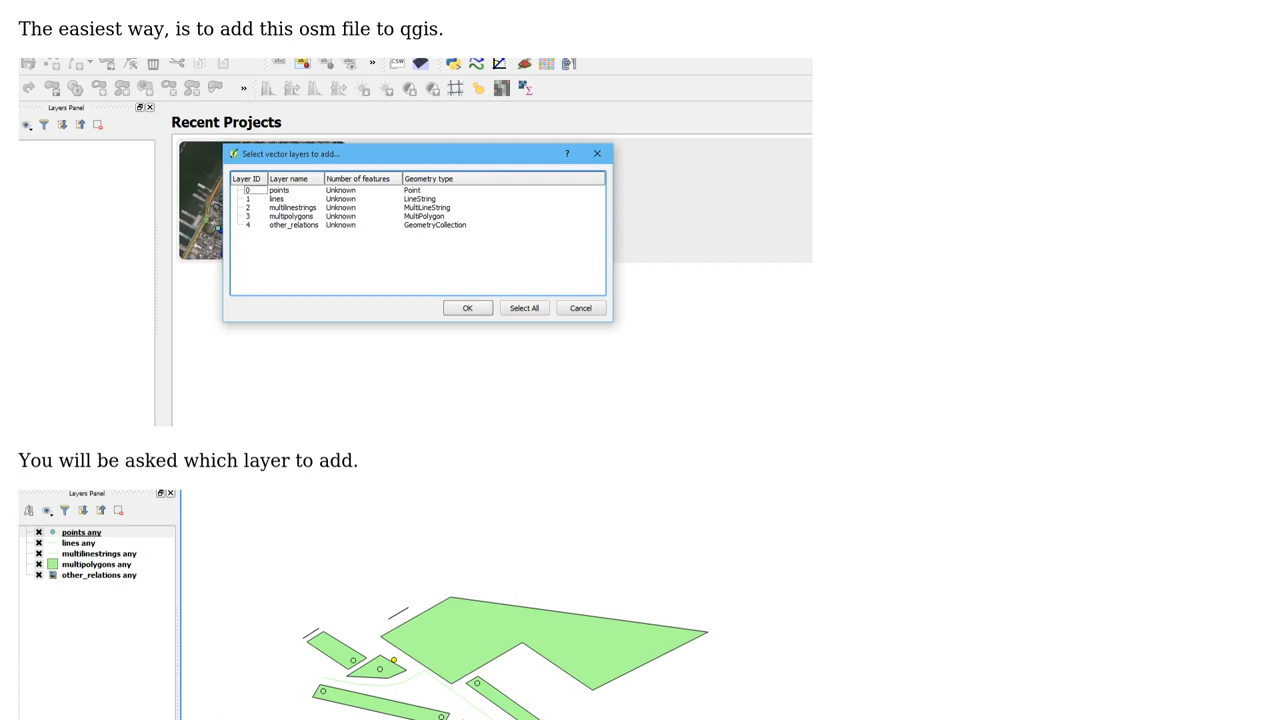 The easiest way, is to add this osm file to qgis.
CSW
»
»
Layers Panel
Recent Projects
Select vector layers to add...
?
Layer ID Layer name Number of features Geometry type
0 points Unknown Point
1 lines Unknown LineString
2 multilinestrings Unknown MultiLineString
3 multipolygons Unknown MultiPolygon
4 other_relations Unknown GeometryCollection
OK Select All Cancel
You will be asked which layer to add.
Layers Panel
points any
lines any
multilinestrings any
multipolygons any
other_relations any